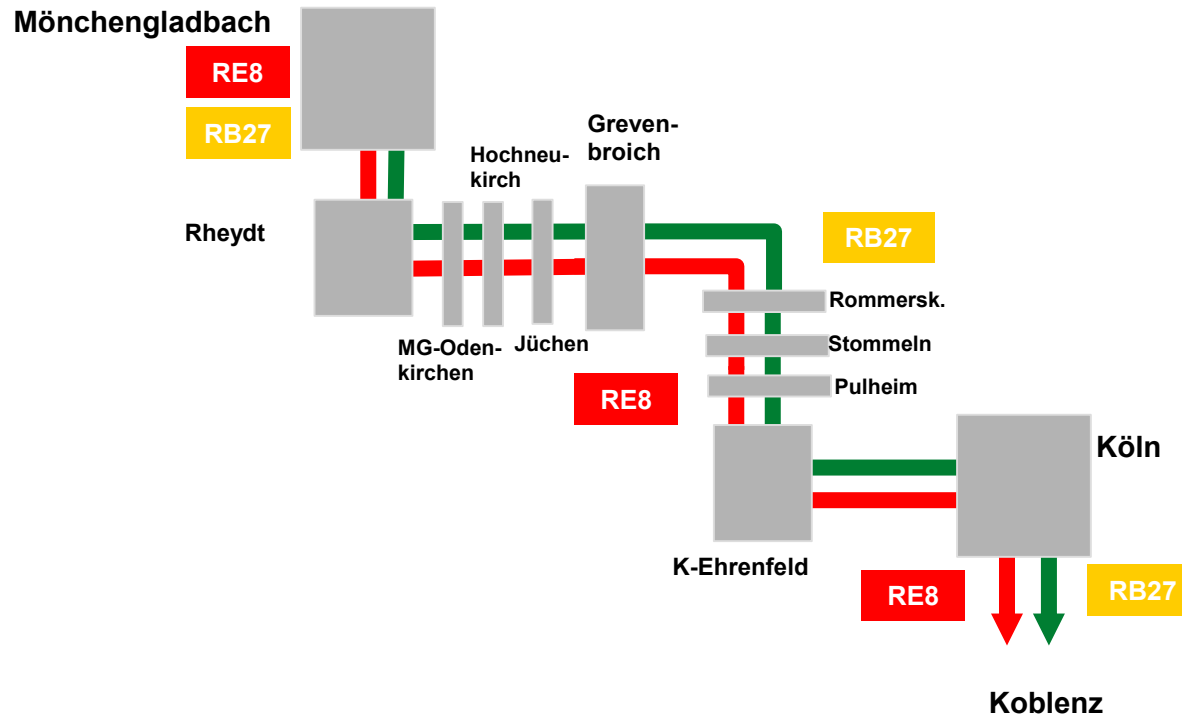 Mönchengladbach
RE8
RB27
Greven-
broich
Hochneu-
kirch
Rheydt
RB27
Rommersk.
MG-Oden-
kirchen
Jüchen
Stommeln
RE8
Pulheim
Köln
K-Ehrenfeld
RE8
RB27
Koblenz